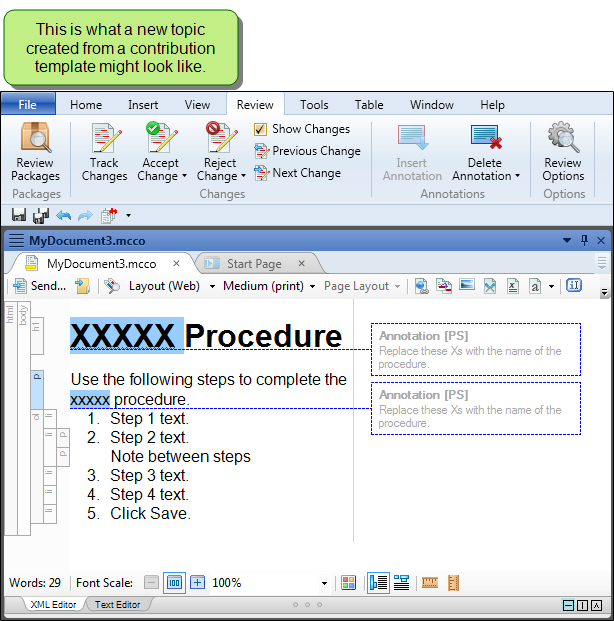 This is what a new topic
created from a contribution
template might look like.
File Home Insert View Review Tools Table Window Help
Review Packages
Track Changes
Accept Change
Reject Change
Show Changes
Previous Change
Next Change
Insert Annotation
Delete Annotation
Review Options
Packages Changes Annotations Options
MyDocument3.mcco
MyDocument3.mcco Start Page
Send... Layout (Web) Medium (print) Page Layout
html
body
h1
p
ol
li
li
p
p
li
li
li
XXXXX Procedure
Annotation [PS]
Replace these Xs with the name of the
procedure.
Use the following steps to complete the
xxxxx procedure.
Annotation [PS]
Replace these Xs with the name of the
procedure.
1. Step 1 text.
2. Step 2 text.
Note between steps
3. Step 3 text.
4. Step 4 text.
5. Click Save.
Words: 29 Font Scale: 100 100%
XML Editor Text Editor